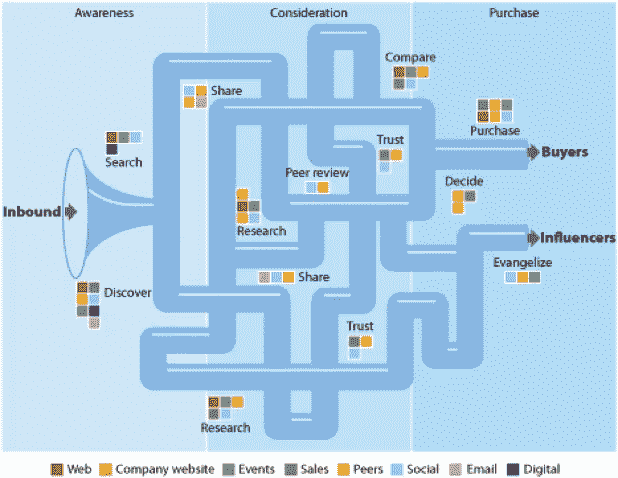 Awareness
Consideration
Purchase
Compare
Share
Purchase
Search
Trust
Buyers
Peer review
Decide
Inbound
Research
Influencers
Evangelize
Share
Discover
Trust
Research
Web Company website Events Sales Peers Social Email Digital